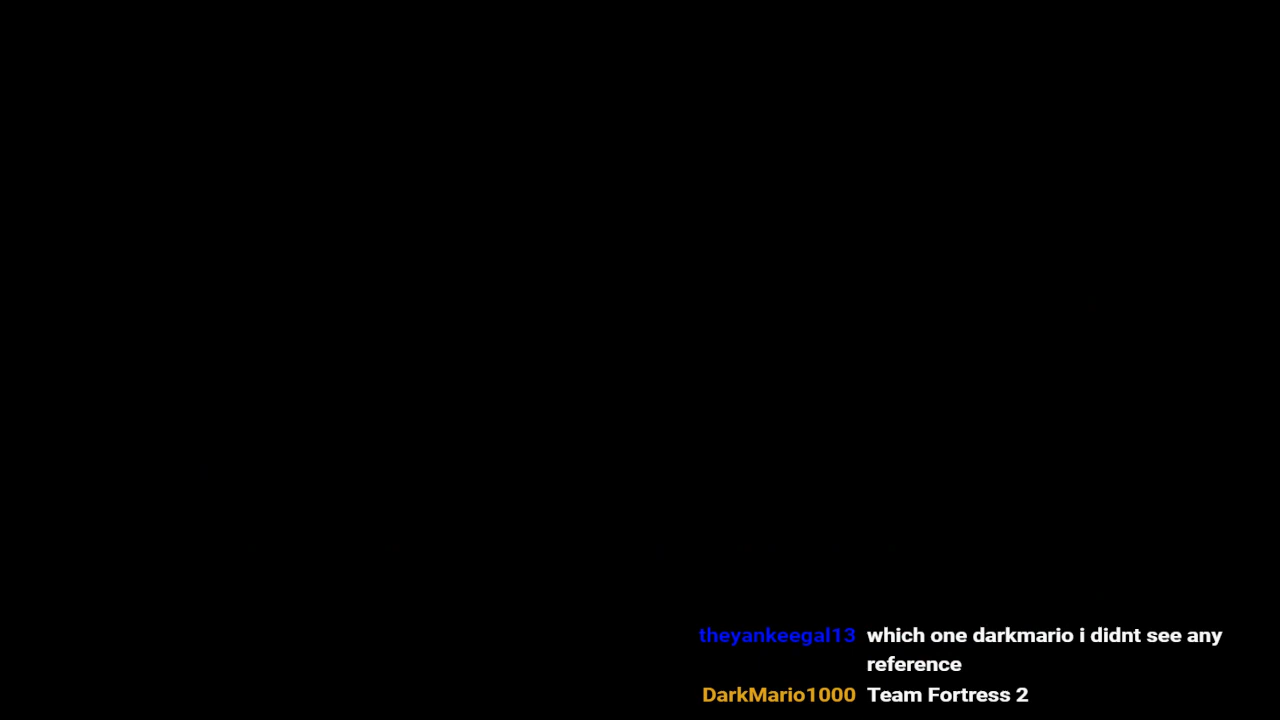 theyankeegal13 which one darkmario i didnt see any
reference
DarkMario1000 Team Fortress 2